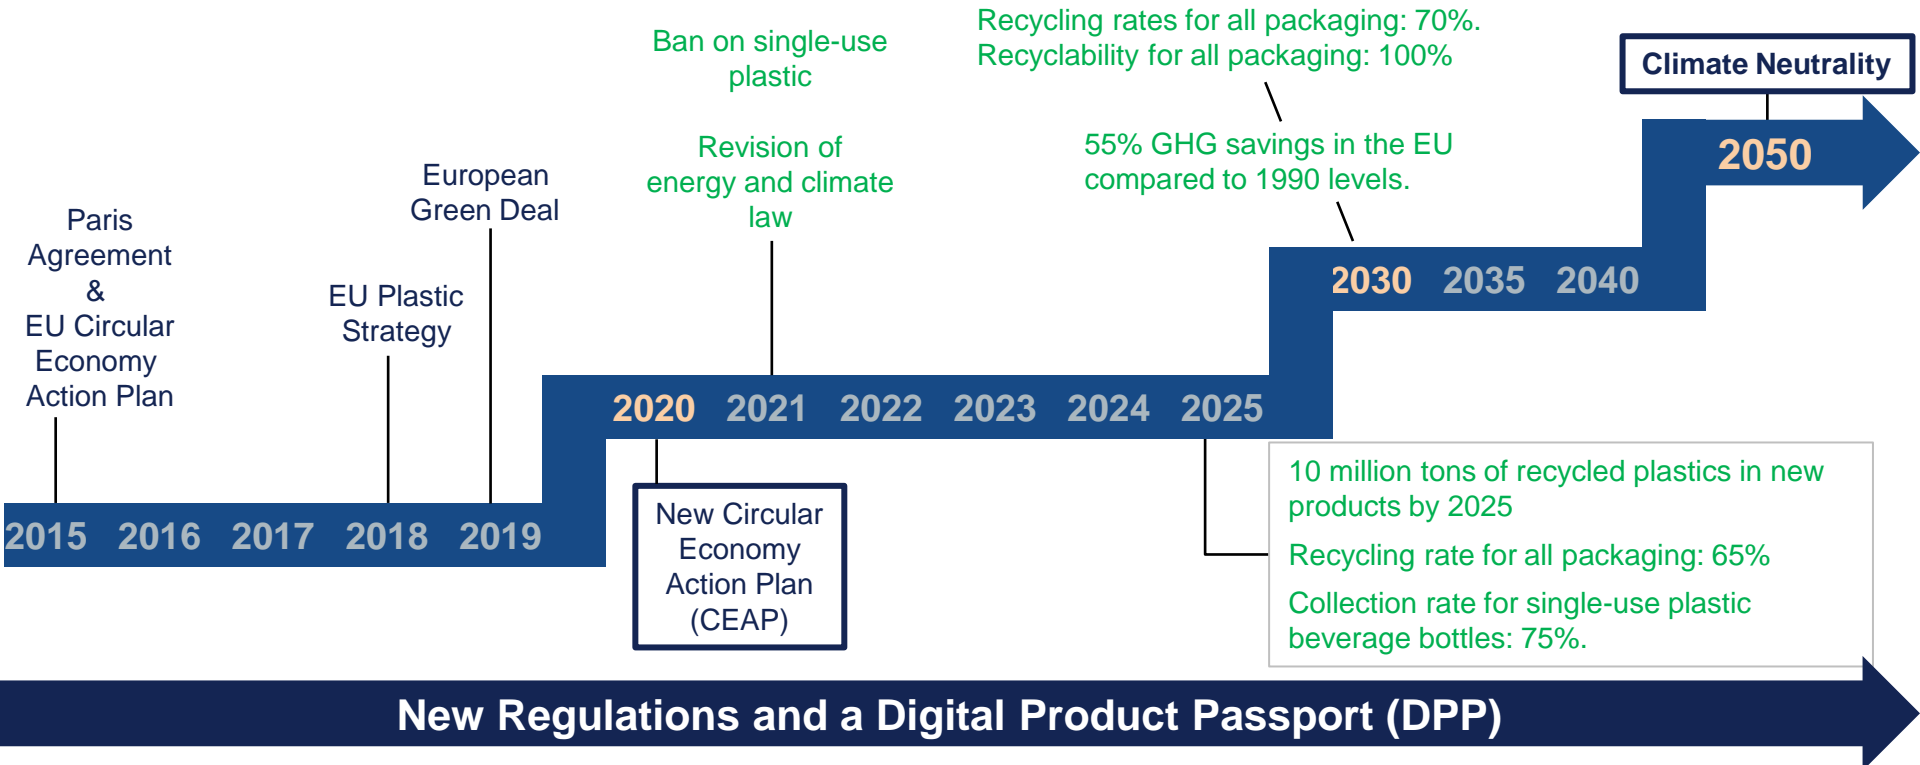 Recycling rates for all packaging: 70%.
Recyclability for all packaging: 100%
Ban on single-use
plastic
Climate Neutrality
Revision of
energy and climate
law
55% GHG savings in the EU
compared to 1990 levels.
2050
European
Green Deal
Paris
Agreement
&
EU Circular
Economy
Action Plan
EU Plastic
Strategy
2030 2035 2040
2020 2021 2022 2023 2024 2025
2015 2016 2017 2018 2019
New Circular
Economy
Action Plan
(CEAP)
10 million tons of recycled plastics in new
products by 2025
Recycling rate for all packaging: 65%
Collection rate for single-use plastic
beverage bottles: 75%.
New Regulations and a Digital Product Passport (DPP)